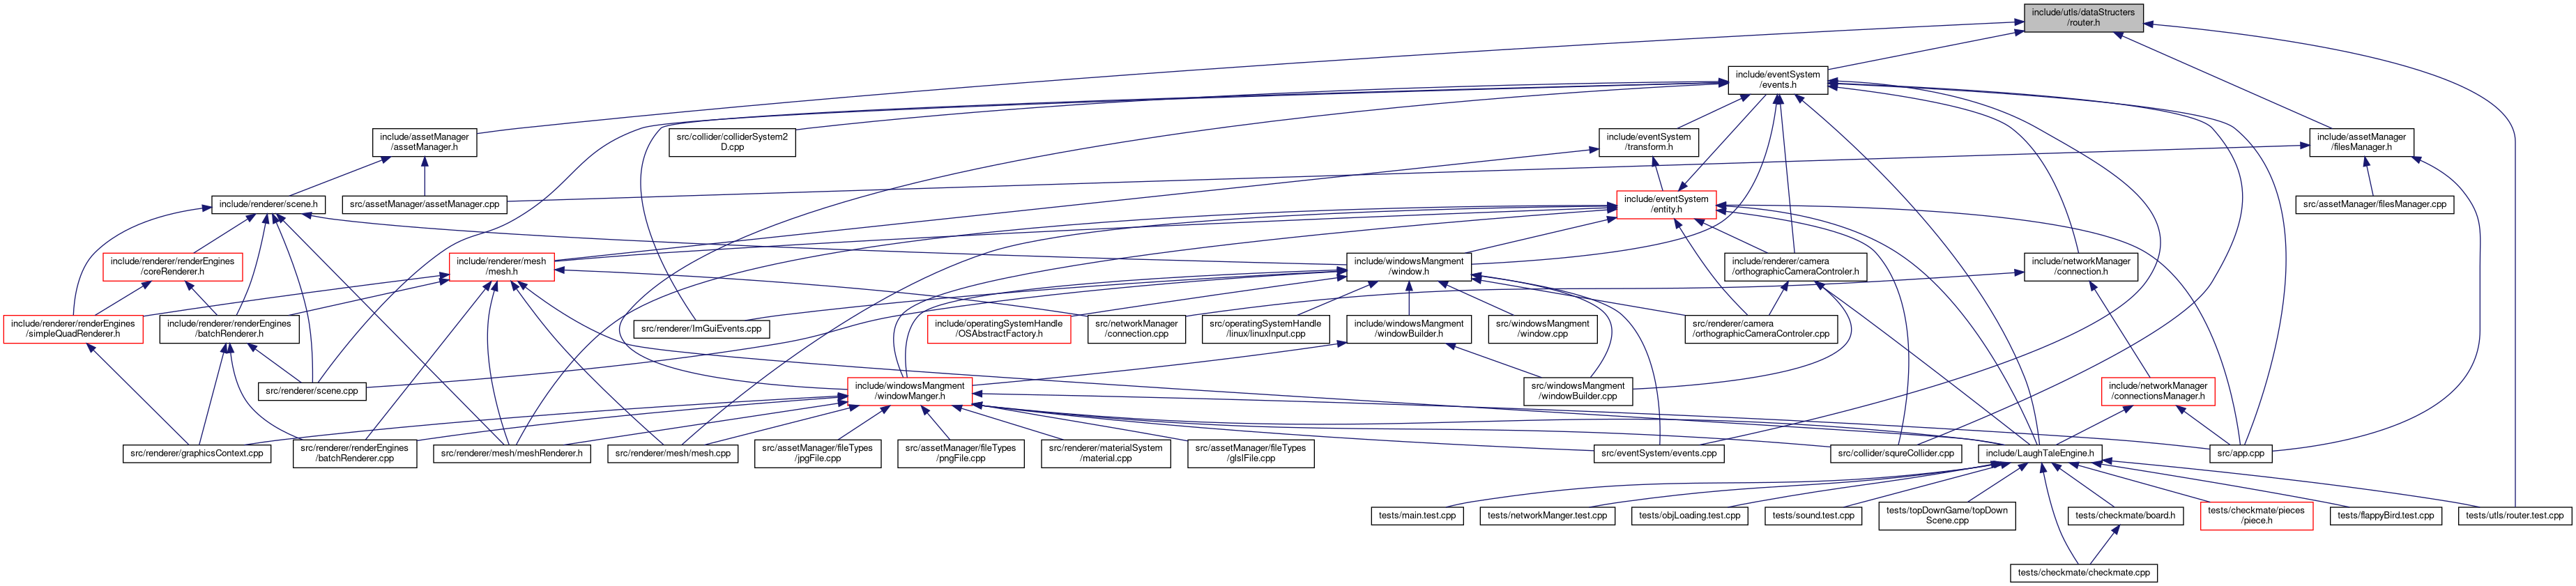 include/utls/dataStructers
/router.h
include/eventSystem
/events.h
include/assetManager
/assetManager.h
src/collider/colliderSystem2
D.cpp
include/eventSystem
/transform.h
include/assetManager
/filesManager.h
include/renderer/scene.h
src/assetManager/assetManager.cpp
include/eventSystem
/entity.h
src/assetManager/filesManager.cpp
include/renderer/renderEngines
/coreRenderer.h
include/renderer/mesh
/mesh.h
include/windowsMangment
/window.h
include/renderer/camera
/orthographicCameraControler.h
include/networkManager
/connection.h
include/renderer/renderEngines
/simpleQuadRenderer.h
include/renderer/renderEngines
/batchRenderer.h
src/renderer/ImGuiEvents.cpp
include/operatingSystemHandle
/OSAbstractFactory.h
src/networkManager
/connection.cpp
src/operatingSystemHandle
/linux/linuxInput.cpp
include/windowsMangment
/windowBuilder.h
src/windowsMangment
/window.cpp
src/renderer/camera
/orthographicCameraControler.cpp
src/renderer/scene.cpp
include/windowsMangment
/windowManger.h
src/windowsMangment
/windowBuilder.cpp
include/networkManager
/connectionsManager.h
src/renderer/graphicsContext.cpp
src/renderer/renderEngines
/batchRenderer.cpp
src/renderer/mesh/meshRenderer.h
src/renderer/mesh/mesh.cpp
src/assetManager/fileTypes
/jpgFile.cpp
src/assetManager/fileTypes
/pngFile.cpp
src/renderer/materialSystem
/material.cpp
src/assetManager/fileTypes
/glslFile.cpp
src/eventSystem/events.cpp
src/collider/squreCollider.cpp
include/LaughTaleEngine.h
src/app.cpp
tests/main.test.cpp
tests/networkManger.test.cpp
tests/objLoading.test.cpp
tests/sound.test.cpp
tests/topDownGame/topDown
Scene.cpp
tests/checkmate/board.h
tests/checkmate/pieces
/piece.h
tests/flappyBird.test.cpp
tests/utls/router.test.cpp
tests/checkmate/checkmate.cpp